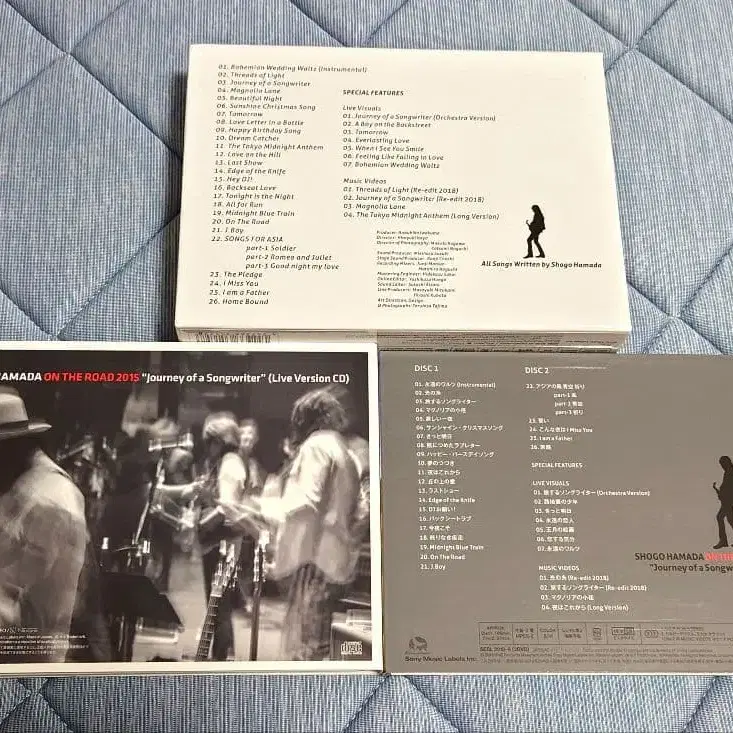 01. Bohemian Wedding Waltz (Instrumental)
02. Threads of Light
03. Journey of a Songwriter
04. Magnolia Lane
05. Beautiful Night
06. Sunshine Christmas Song
07. Tomorrow
08. Love Letter in a Bottle
09. Happy Birthday Song
10. Dream Catcher
11. The Tokyo Midnight Anthem
12. Love on the Hill
13. Last Show
14. Edge of the Knife
15. Hey DJ!
16. Backseat Love
17. Tonight is the Night
18. All for Run
19. Midnight Blue Train
20. On The Road
21. J.Boy
22. SONGS FOR ASIA
part-1 Soldier
part-2 Romeo and Juliet
part-3 Good night my love
23. The Pledge
24. I Miss You
25. I am a Father
26. Home Bound
SPECIAL FEATURES
Live Visuals
01. Journey of a Songwriter (Orchestra Version)
02. A Boy on the Backstreet
03. Tomorrow
04. Everlasting Love
05. When I See You Smile
06. Feeling Like Falling in Love
07. Bohemian Wedding Waltz
Music Videos
01. Threads of Light (Re-edit 2018)
02. Journey of a Songwriter (Re-edit 2018)
03. Magnolia Lane
04. The Tokyo Midnight Anthem (Long Version)
All Songs Written by Shogo Hamada
AMADA ON THE ROAD 2015 "Journey of a Songwriter" (Live Version CD)
DISC 1
01. 永遠のワルツ (Instrumental)
02. 光の糸
03. 旅するソングライター
04. マグノリアの小径
05. 美しい一夜
06. サンシャイン・クリスマスソング
07. きっと明日
08. 瓶につめたラブレター
09. ハッピー・バースデイソング
10. 夢のつづき
11. 夜はこれから
12. 丘の上の愛
13. ラストショー
14. Edge of the Knife
15. DJお願い!
16. バックシートラブ
17. 今夜こそ
18. 終りなき疾走
19. Midnight Blue Train
20. On The Road
21. J.Boy
DISC 2
22. アジアの風 青空 祈り
part-1 風
part-2 青空
part-3 祈り
23. 誓い
24. こんな夜は I Miss You
25. I am a Father
26. 家路
SPECIAL FEATURES
LIVE VISUALS
01. 旅するソングライター (Orchestra Version)
02. 路地裏の少年
03. きっと明日
04. 永遠の恋人
05. 五月の絵画
06. 恋する気分
07. 永遠のワルツ
MUSIC VIDEOS
01. 光の糸 (Re-edit 2018)
02. 旅するソングライター (Re-edit 2018)
03. マグノリアの小径
04. 夜はこれから (Long Version)
SHOGO HAMADA ON THE
"Journey of a Songw
Sony Music Labels Inc.